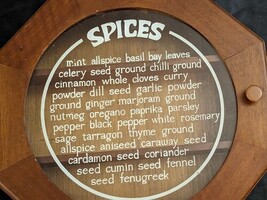 SPICES
mint allspice basil bay leaves
celery seed ground chilli ground
cinnamon whole cloves curry
powder dill seed garlic powder
ground ginger marjoram ground
nutmeg oregano paprika parsley
pepper black pepper white rosemary
sage tarragon thyme ground
allspice aniseed caraway seed
cardamon seed coriander
seed cumin seed fennel
seed fenugreek